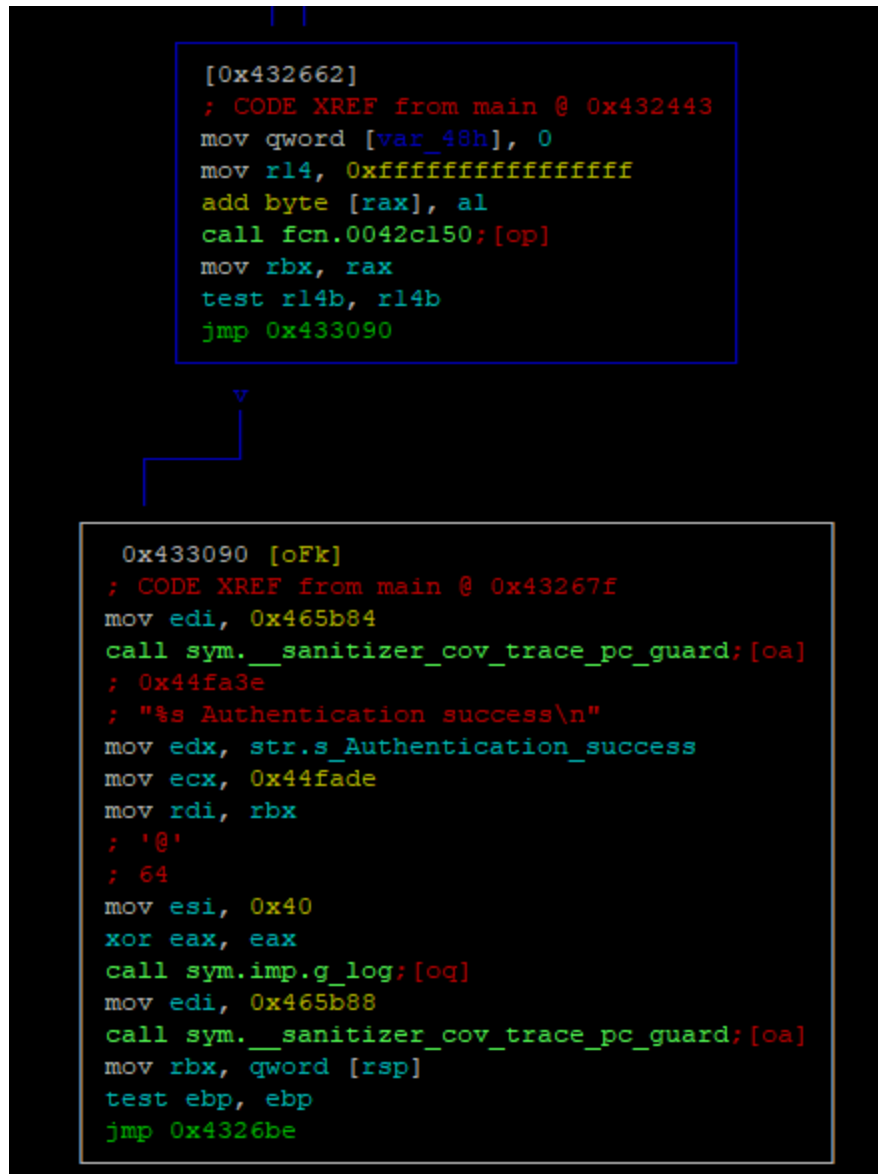 [0x432662]
; CODE XREF from main @ 0x432443
mov qword [var_48h], 0
mov r14, 0xffffffffffffffff
add byte [rax], al
call fcn.0042c150;[op]
mov rbx, rax
test r14b, r14b
jmp 0x433090
v
0x433090 [oFk]
; CODE XREF from main @ 0x43267f
mov edi, 0x465b84
call sym.__sanitizer_cov_trace_pc_guard;[oa]
; 0x44fa3e
; "%s Authentication success\n"
mov edx, str.s_Authentication_success
mov ecx, 0x44fade
mov rdi, rbx
; '@'
; 64
mov esi, 0x40
xor eax, eax
call sym.imp.g_log;[oq]
mov edi, 0x465b88
call sym.__sanitizer_cov_trace_pc_guard;[oa]
mov rbx, qword [rsp]
test ebp, ebp
jmp 0x4326be